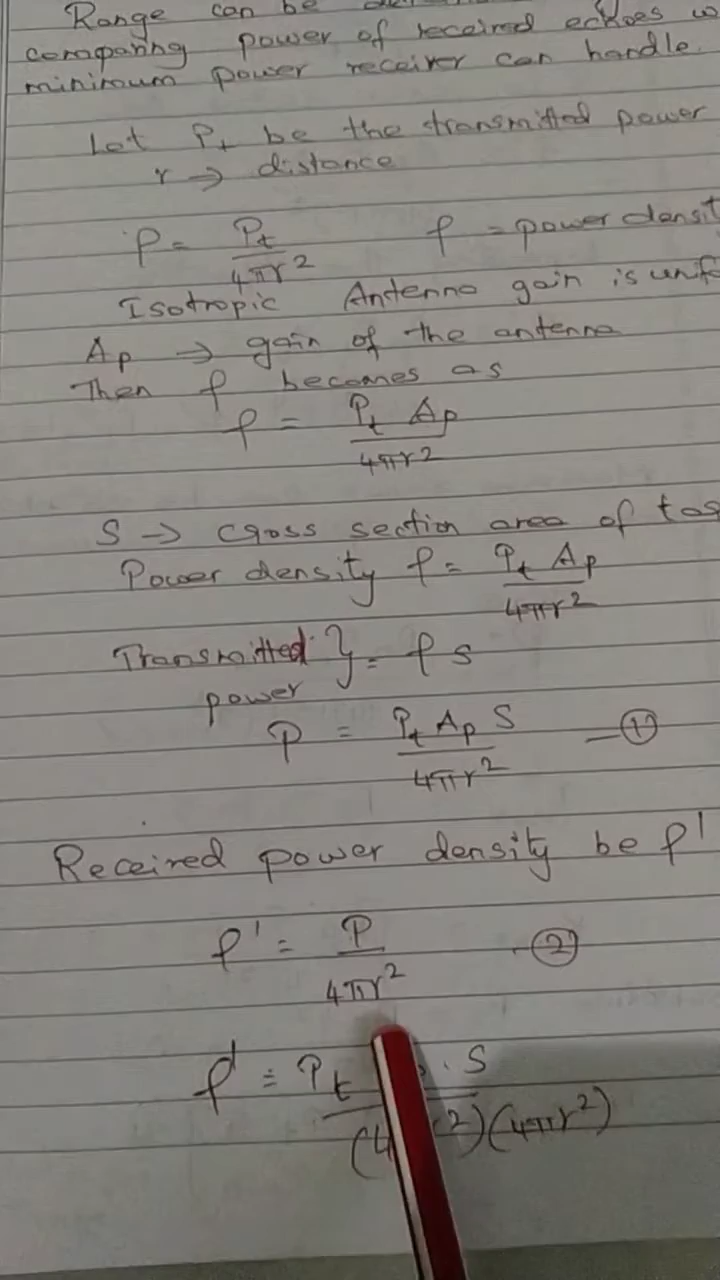 Range can be
comparing power of received echoes
minimum power receiver can handle.
Let Pt be the transmitted power
r → distance
ρ = Pt / 4πr² ρ = power densit
Isotropic Antenna gain is unif
Ap → gain of the antenna
Then ρ becomes as
ρ = Pt Ap / 4πr²
S → cross section area of tar
Power density ρ = Pt Ap / 4πr²
Transmitted power } = ρ s
P = Pt Ap S / 4πr² — ①
Received power density be ρ'
ρ' = P / 4πr² - ②
ρ' = Pt . S / (4 r²)(4πr²)